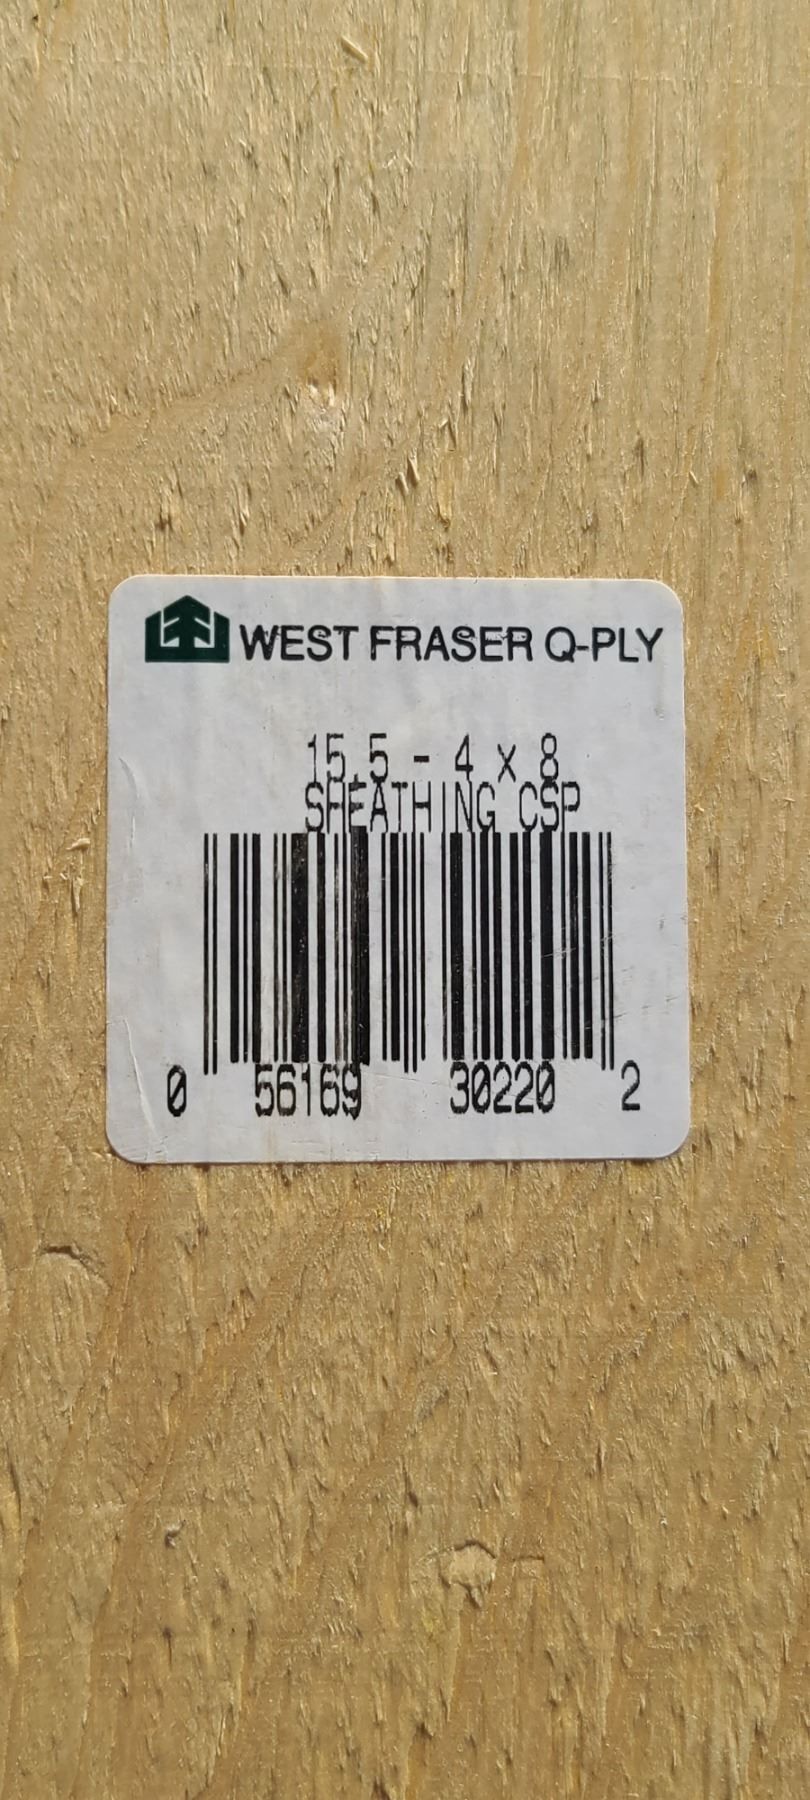 WEST FRASER Q-PLY
15.5 - 4 x 8
SHEATHING CSP
0 56169 30220 2